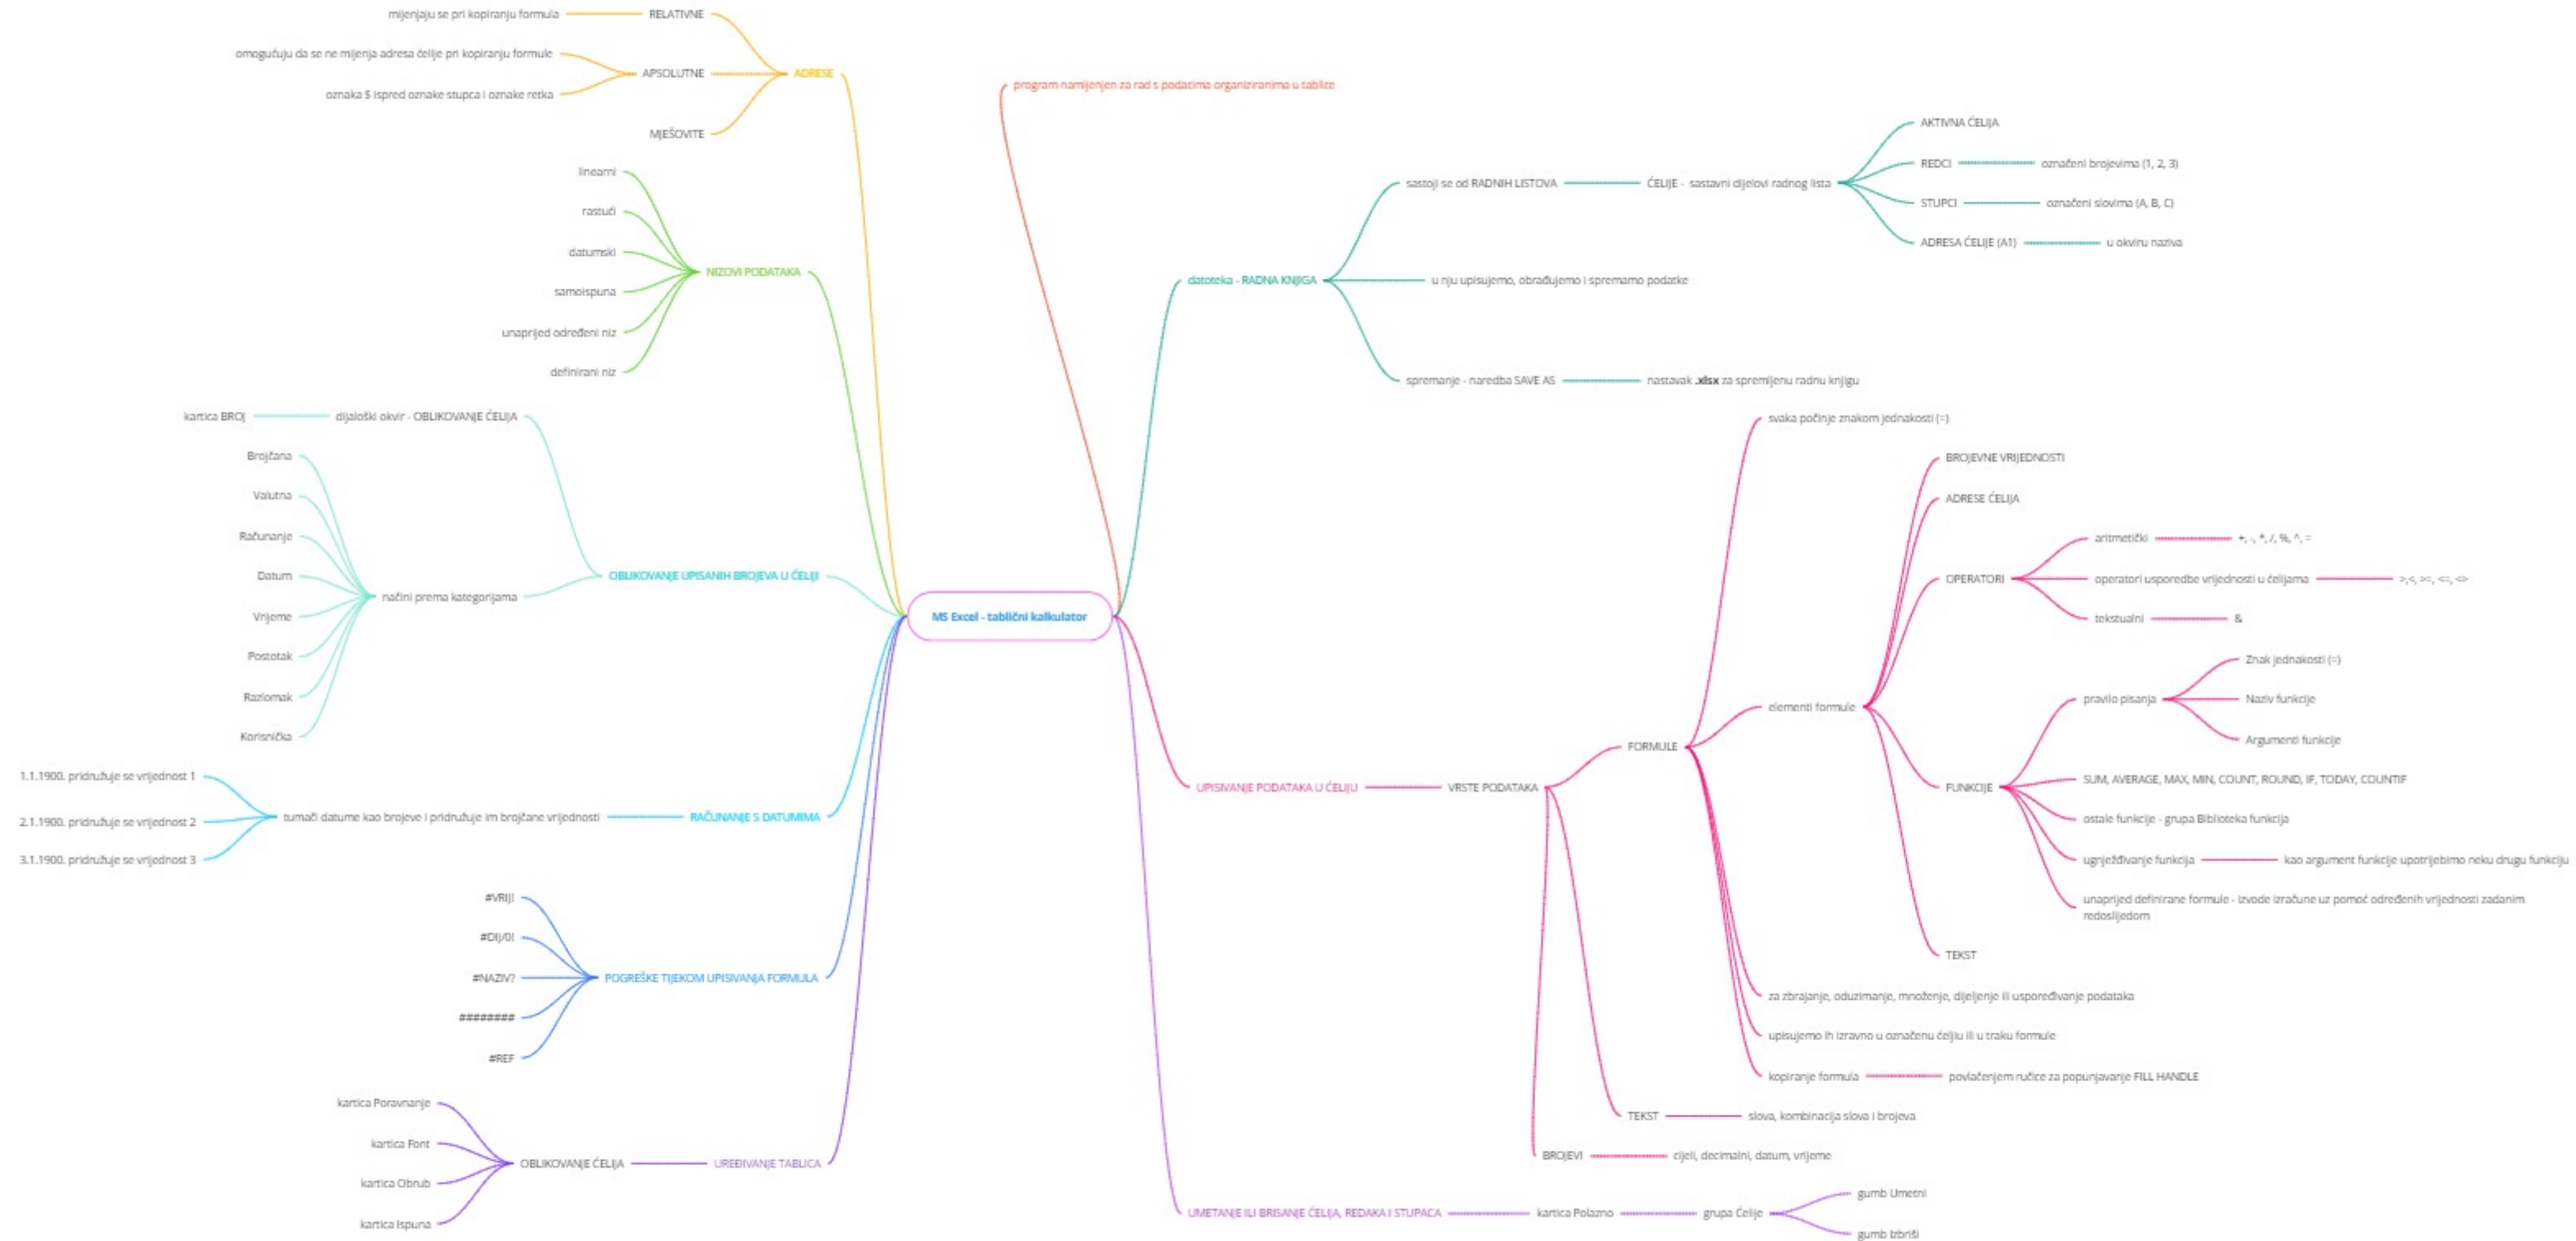 MS Excel - tablični kalkulator
program namijenjen za rad s podacima organiziranima u tablice
datoteka - RADNA KNJIGA
sastoji se od RADNIH LISTOVA
ĆELIJE - sastavni dijelovi radnog lista
AKTIVNA ĆELIJA
REDCI
označeni brojevima (1, 2, 3)
STUPCI
označeni slovima (A, B, C)
ADRESA ĆELIJE (A1)
u okviru naziva
u nju upisujemo, obrađujemo i spremamo podatke
spremanje - naredba SAVE AS
nastavak .xlsx za spremljenu radnu knjigu
UPISIVANJE PODATAKA U ĆELIJU
VRSTE PODATAKA
FORMULE
svaka počinje znakom jednakosti (=)
elementi formule
BROJEVNE VRIJEDNOSTI
ADRESE ĆELIJA
OPERATORI
aritmetički
+, -, *, /, %, ^, =
operatori usporedbe vrijednosti u ćelijama
>,<, >=, <=, <>
tekstualni
&
FUNKCIJE
pravilo pisanja
Znak jednakosti (=)
Naziv funkcije
Argumenti funkcije
SUM, AVERAGE, MAX, MIN, COUNT, ROUND, IF, TODAY, COUNTIF
ostale funkcije - grupa Biblioteka funkcija
ugnježđivanje funkcija
kao argument funkcije upotrijebimo neku drugu funkciju
unaprijed definirane formule - izvode izračune uz pomoć određenih vrijednosti zadanim
redoslijedom
TEKST
za zbrajanje, oduzimanje, množenje, dijeljenje ili uspoređivanje podataka
upisujemo ih izravno u označenu ćeljiu ili u traku formule
kopiranje formula
povlačenjem ručice za popunjavanje FILL HANDLE
TEKST
slova, kombinacija slova i brojeva
BROJEVI
cijeli, decimalni, datum, vrijeme
UMETANJE ILI BRISANJE ĆELIJA, REDAKA I STUPACA
kartica Polazno
grupa Ćelije
gumb Umetni
gumb Izbriši
ADRESE
RELATIVNE
mijenjaju se pri kopiranju formula
APSOLUTNE
omogućuju da se ne mijenja adresa ćelije pri kopiranju formule
oznaka $ ispred oznake stupca i oznake retka
MJEŠOVITE
NIZOVI PODATAKA
linearni
rastući
datumski
samoispuna
unaprijed određeni niz
definirani niz
OBLIKOVANJE UPISANIH BROJEVA U ĆELIJI
dijaloški okvir - OBLIKOVANJE ĆELIJA
kartica BROJ
načini prema kategorijama
Brojčana
Valutna
Računanje
Datum
Vrijeme
Postotak
Razlomak
Korisnička
RAČUNANJE S DATUMIMA
tumači datume kao brojeve i pridružuje im brojčane vrijednosti
1.1.1900. pridružuje se vrijednost 1
2.1.1900. pridružuje se vrijednost 2
3.1.1900. pridružuje se vrijednost 3
POGREŠKE TIJEKOM UPISIVANJA FORMULA
#VRIJ!
#DIJ/0!
#NAZIV?
########
#REF
UREĐIVANJE TABLICA
OBLIKOVANJE ĆELIJA
kartica Poravnanje
kartica Font
kartica Obrub
kartica Ispuna